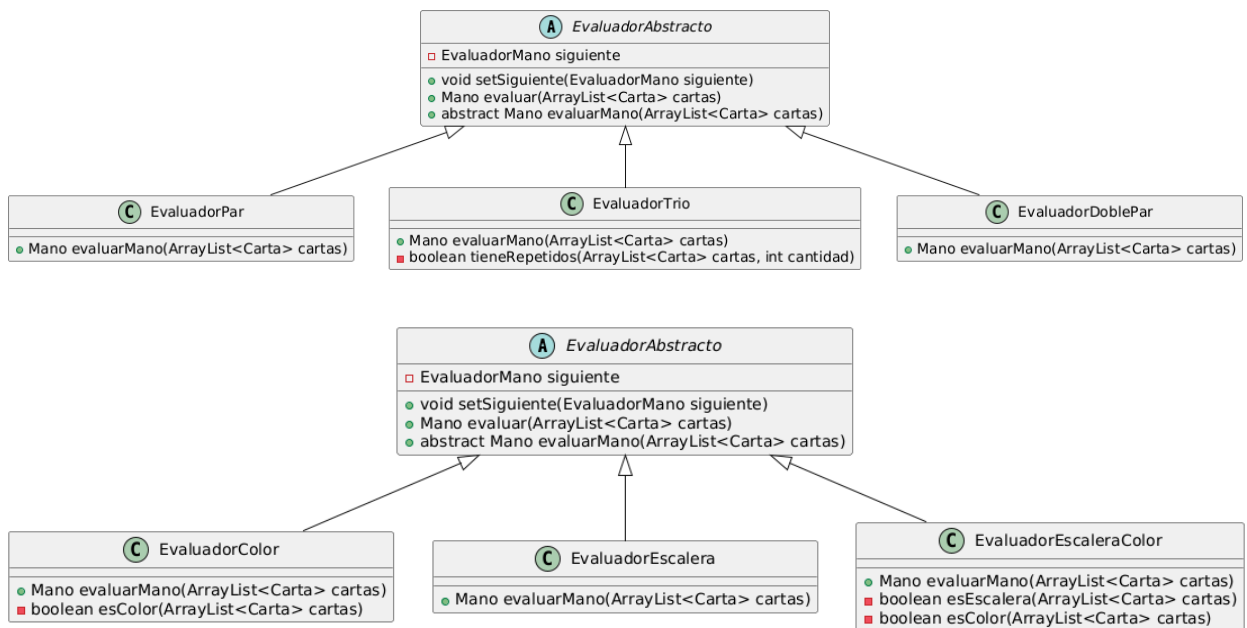 A EvaluadorAbstracto
EvaluadorMano siguiente
void setSiguiente(EvaluadorMano siguiente)
Mano evaluar(ArrayList<Carta> cartas)
abstract Mano evaluarMano(ArrayList<Carta> cartas)
C EvaluadorPar
Mano evaluarMano(ArrayList<Carta> cartas)
C EvaluadorTrio
Mano evaluarMano(ArrayList<Carta> cartas)
boolean tieneRepetidos(ArrayList<Carta> cartas, int cantidad)
C EvaluadorDoblePar
Mano evaluarMano(ArrayList<Carta> cartas)
A EvaluadorAbstracto
EvaluadorMano siguiente
void setSiguiente(EvaluadorMano siguiente)
Mano evaluar(ArrayList<Carta> cartas)
abstract Mano evaluarMano(ArrayList<Carta> cartas)
C EvaluadorColor
Mano evaluarMano(ArrayList<Carta> cartas)
boolean esColor(ArrayList<Carta> cartas)
C EvaluadorEscalera
Mano evaluarMano(ArrayList<Carta> cartas)
C EvaluadorEscaleraColor
Mano evaluarMano(ArrayList<Carta> cartas)
boolean esEscalera(ArrayList<Carta> cartas)
boolean esColor(ArrayList<Carta> cartas)